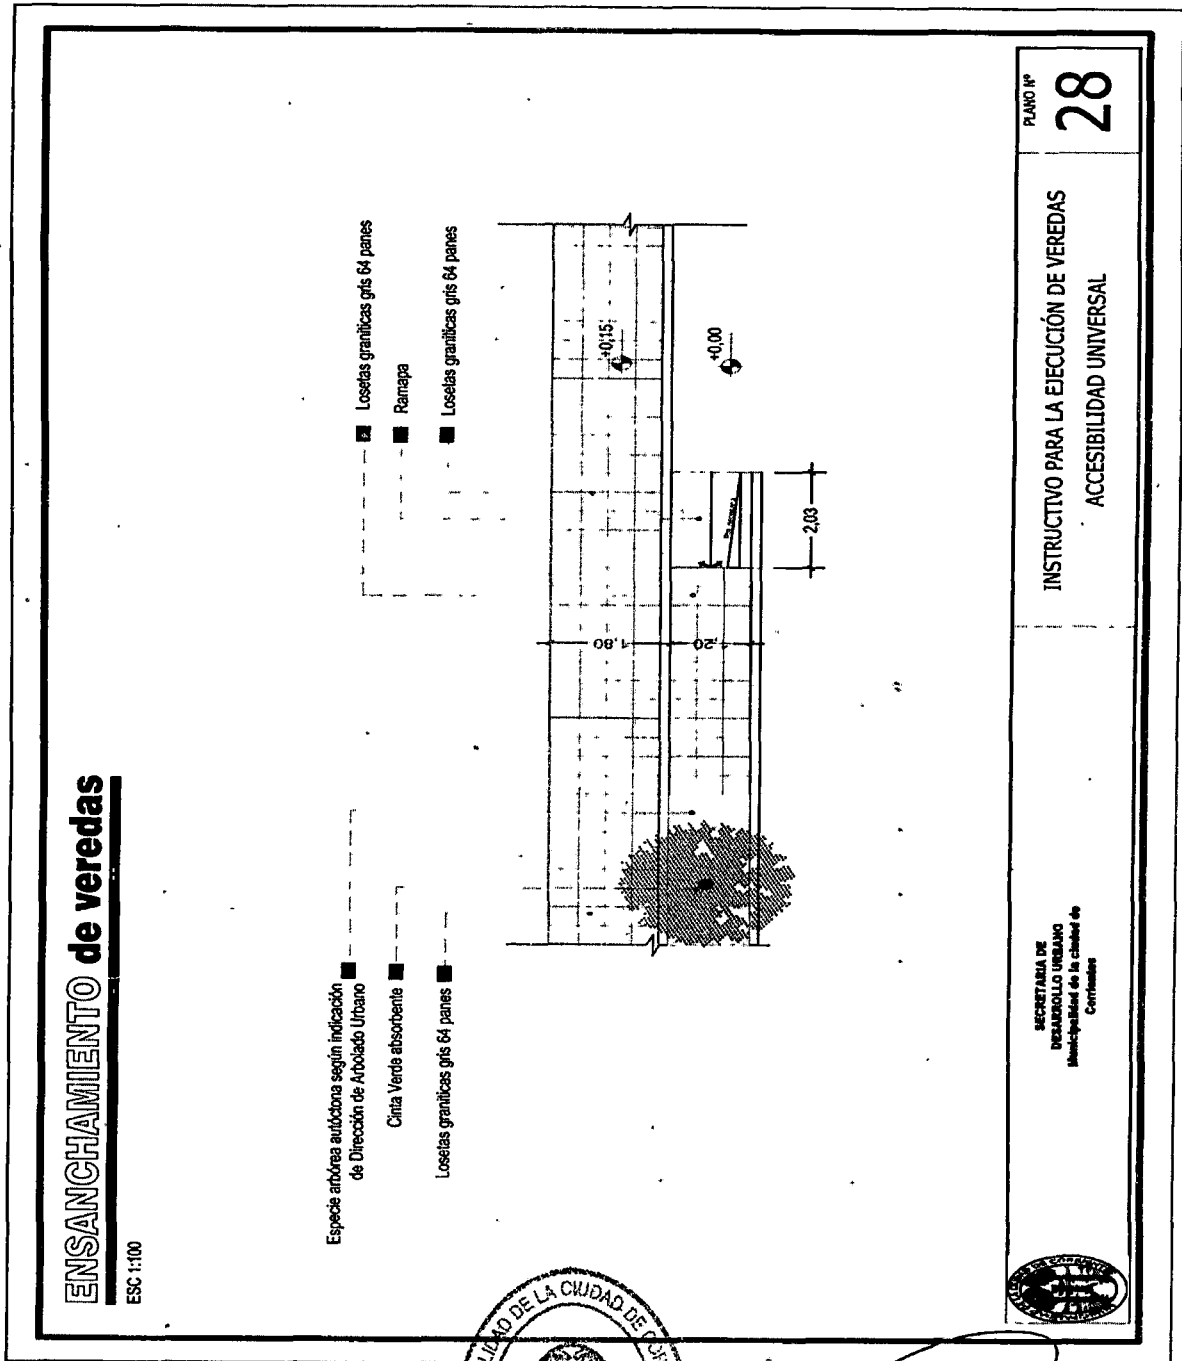 ENSANCHAMIENTO de veredas
ESC 1:100
Especie arbórea autóctona según indicación
de Dirección de Arbolado Urbano
Cinta Verde absorbente
Losetas graníticas gris 64 panes
Losetas graníticas gris 64 panes
Ramapa
Losetas graníticas gris 64 panes
+0,15
+0,00
1,80
1,20
2,03
SECRETARIA DE
DESARROLLO URBANO
Municipalidad de la ciudad de
Corrientes
INSTRUCTIVO PARA LA EJECUCIÓN DE VEREDAS
ACCESIBILIDAD UNIVERSAL
PLANO Nº
28
DE LA CIUDAD DE